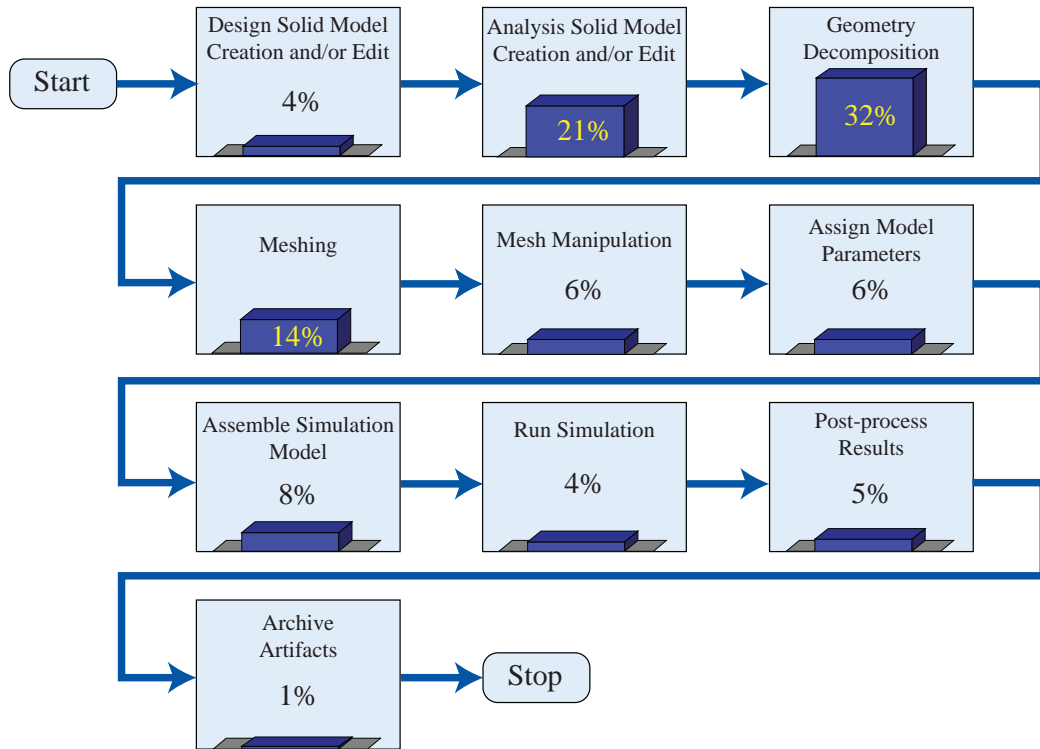 Start
Design Solid Model
Creation and/or Edit
4%
Analysis Solid Model
Creation and/or Edit
21%
Geometry
Decomposition
32%
Meshing
14%
Mesh Manipulation
6%
Assign Model
Parameters
6%
Assemble Simulation
Model
8%
Run Simulation
4%
Post-process
Results
5%
Archive
Artifacts
1%
Stop